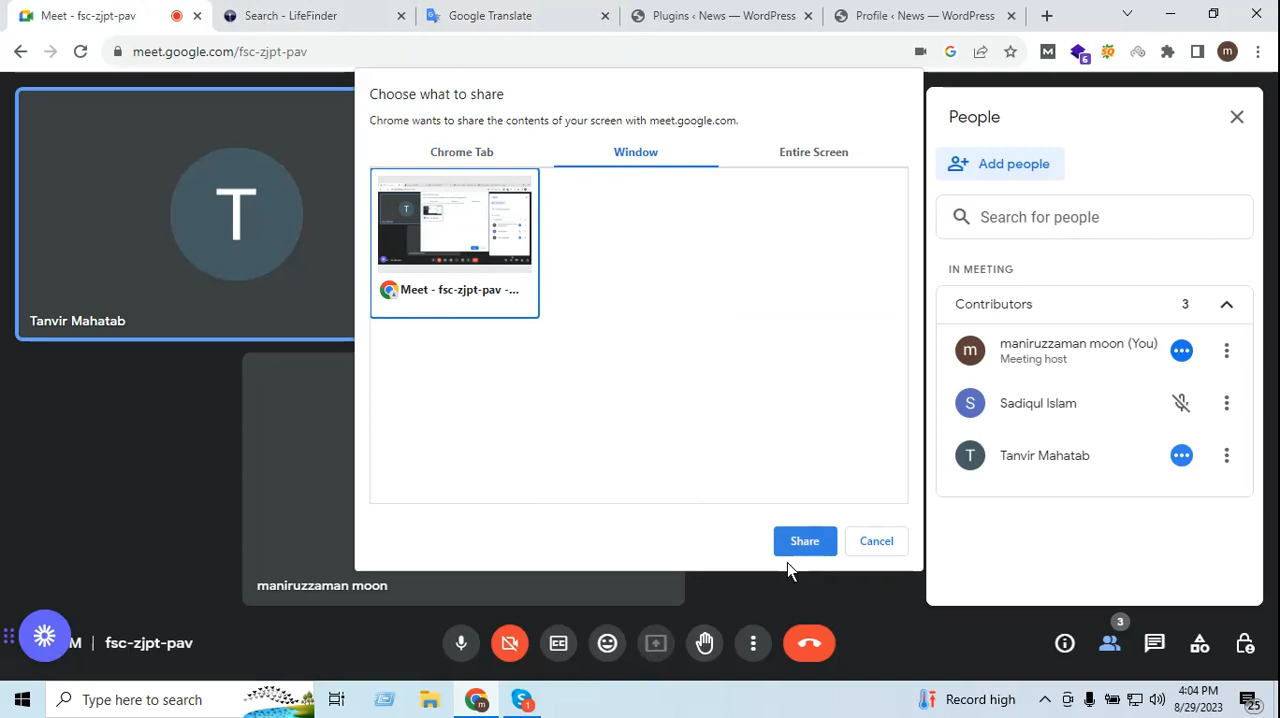 Meet - fsc-zjpt-pav
Search - LifeFinder
Google Translate
Plugins ‹ News — WordPress
Profile ‹ News — WordPress
meet.google.com/fsc-zjpt-pav
M
6
m
Choose what to share
Chrome wants to share the contents of your screen with meet.google.com.
Chrome Tab
Window
Entire Screen
Meet - fsc-zjpt-pav -...
Share
Cancel
T
Tanvir Mahatab
maniruzzaman moon
People
Add people
Search for people
IN MEETING
Contributors
3
m
maniruzzaman moon (You)
Meeting host
S
Sadiqul Islam
T
Tanvir Mahatab
M | fsc-zjpt-pav
3
Type here to search
m
1
Record high
4:04 PM
8/29/2023
25